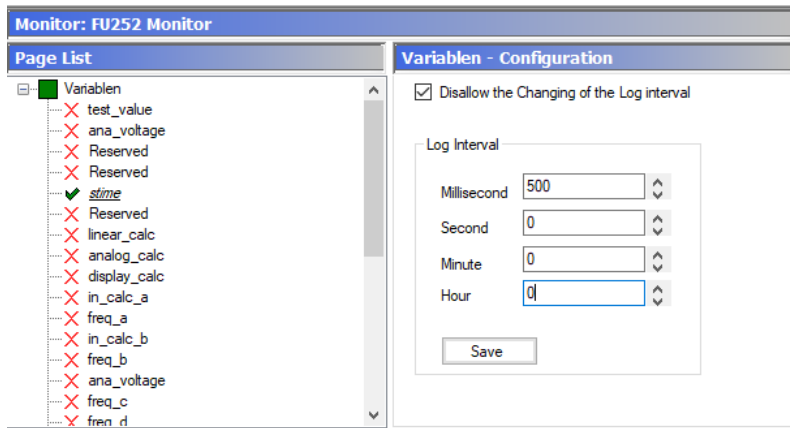 Monitor: FU252 Monitor
Page List
Variablen
test_value
ana_voltage
Reserved
Reserved
stime
Reserved
linear_calc
analog_calc
display_calc
in_calc_a
freq_a
in_calc_b
freq_b
ana_voltage
freq_c
freq_d
Variablen - Configuration
Disallow the Changing of the Log interval
Log Interval
Millisecond 500
Second 0
Minute 0
Hour 0
Save